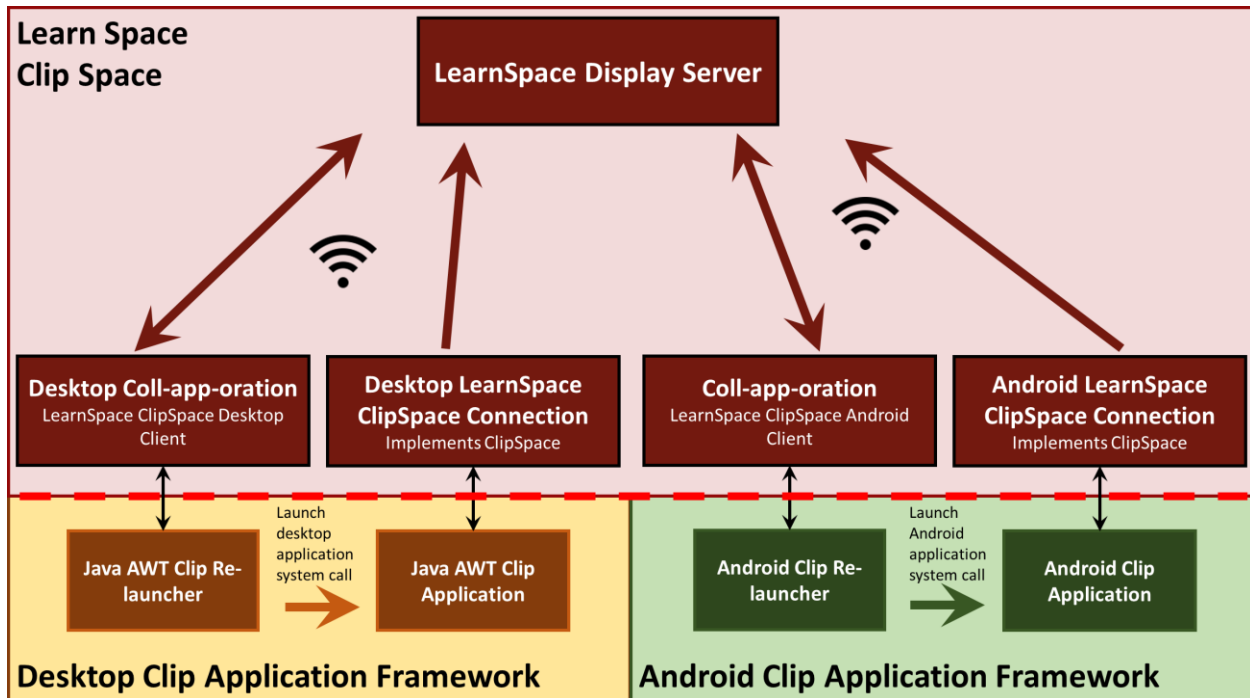 Learn Space
Clip Space
LearnSpace Display Server
Desktop Coll-app-oration
LearnSpace ClipSpace Desktop
Client
Desktop LearnSpace
ClipSpace Connection
Implements ClipSpace
Coll-app-oration
LearnSpace ClipSpace Android
Client
Android LearnSpace
ClipSpace Connection
Implements ClipSpace
Java AWT Clip Re-
launcher
Launch
desktop
application
system call
Java AWT Clip
Application
Android Clip Re-
launcher
Launch
Android
application
system call
Android Clip
Application
Desktop Clip Application Framework
Android Clip Application Framework